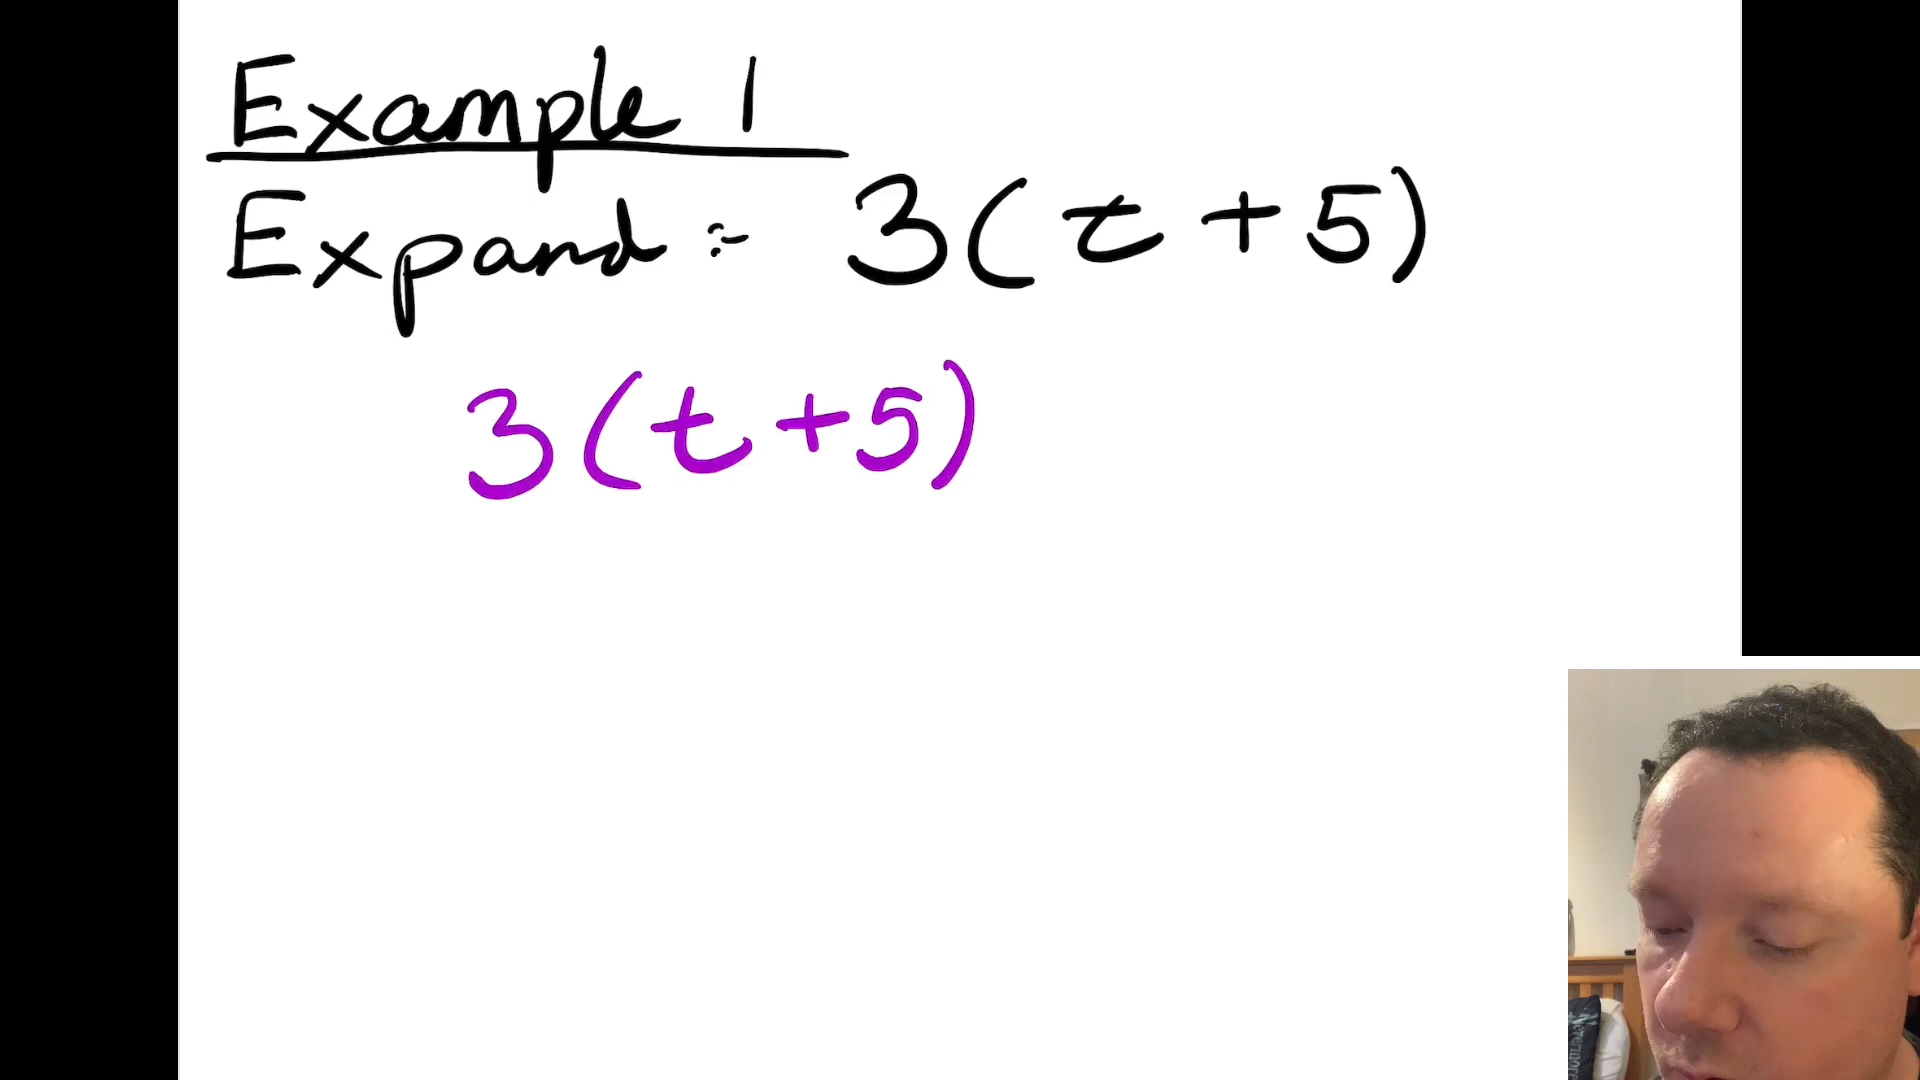 Example 1
Expand :- 3(t+5)
3(t+5)